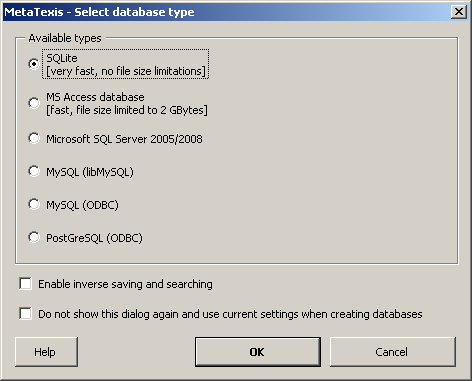 MetaTexis - Select database type
Available types
SQLite
[very fast, no file size limitations]
MS Access database
[fast, file size limited to 2 GBytes]
Microsoft SQL Server 2005/2008
MySQL (libMySQL)
MySQL (ODBC)
PostGreSQL (ODBC)
Enable inverse saving and searching
Do not show this dialog again and use current settings when creating databases
Help
OK
Cancel